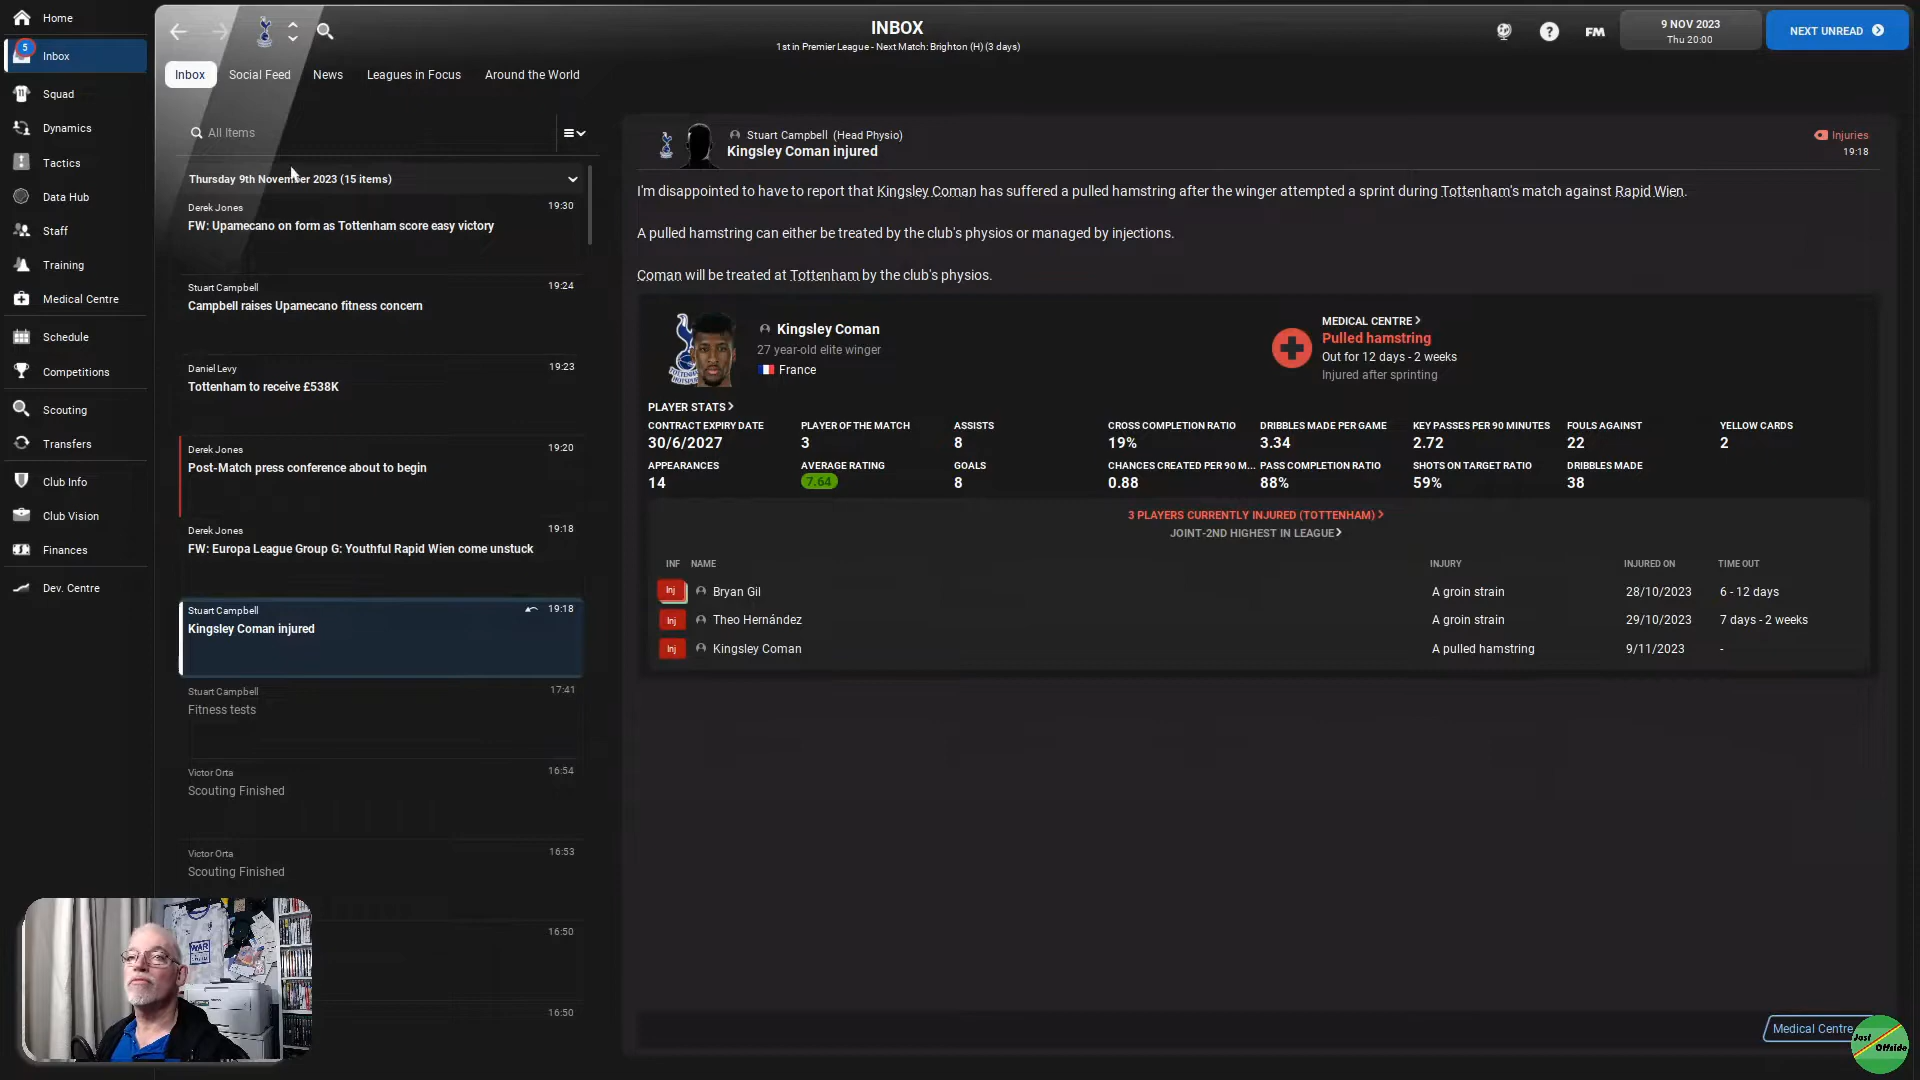 Home
5
Inbox
Squad
Dynamics
Tactics
Data Hub
Staff
Training
Medical Centre
Schedule
Competitions
Scouting
Transfers
Club Info
Club Vision
Finances
Dev. Centre
INBOX
1st in Premier League - Next Match: Brighton (H) (3 days)
FM
9 NOV 2023
Thu 20:00
NEXT UNREAD
Inbox
Social Feed
News
Leagues in Focus
Around the World
All Items
Thursday 9th November 2023 (15 items)
Derek Jones 19:30
FW: Upamecano on form as Tottenham score easy victory
Stuart Campbell 19:24
Campbell raises Upamecano fitness concern
Daniel Levy 19:23
Tottenham to receive £538K
Derek Jones 19:20
Post-Match press conference about to begin
Derek Jones 19:18
FW: Europa League Group G: Youthful Rapid Wien come unstuck
Stuart Campbell 19:18
Kingsley Coman injured
Stuart Campbell 17:41
Fitness tests
Victor Orta 16:54
Scouting Finished
Victor Orta 16:53
Scouting Finished
16:50
16:50
Stuart Campbell (Head Physio)
Kingsley Coman injured
Injuries
19:18
I'm disappointed to have to report that Kingsley Coman has suffered a pulled hamstring after the winger attempted a sprint during Tottenham's match against Rapid Wien.
A pulled hamstring can either be treated by the club's physios or managed by injections.
Coman will be treated at Tottenham by the club's physios.
Kingsley Coman
27 year-old elite winger
France
MEDICAL CENTRE
Pulled hamstring
Out for 12 days - 2 weeks
Injured after sprinting
PLAYER STATS
CONTRACT EXPIRY DATE PLAYER OF THE MATCH ASSISTS CROSS COMPLETION RATIO DRIBBLES MADE PER GAME KEY PASSES PER 90 MINUTES FOULS AGAINST YELLOW CARDS
30/6/2027 3 8 19% 3.34 2.72 22 2
APPEARANCES AVERAGE RATING GOALS CHANCES CREATED PER 90 M... PASS COMPLETION RATIO SHOTS ON TARGET RATIO DRIBBLES MADE
14 7.64 8 0.88 88% 59% 38
3 PLAYERS CURRENTLY INJURED (TOTTENHAM)
JOINT-2ND HIGHEST IN LEAGUE
INF NAME INJURY INJURED ON TIME OUT
Inj Bryan Gil A groin strain 28/10/2023 6 - 12 days
Inj Theo Hernández A groin strain 29/10/2023 7 days - 2 weeks
Inj Kingsley Coman A pulled hamstring 9/11/2023 -
Medical Centre
Just
Offside
WAR